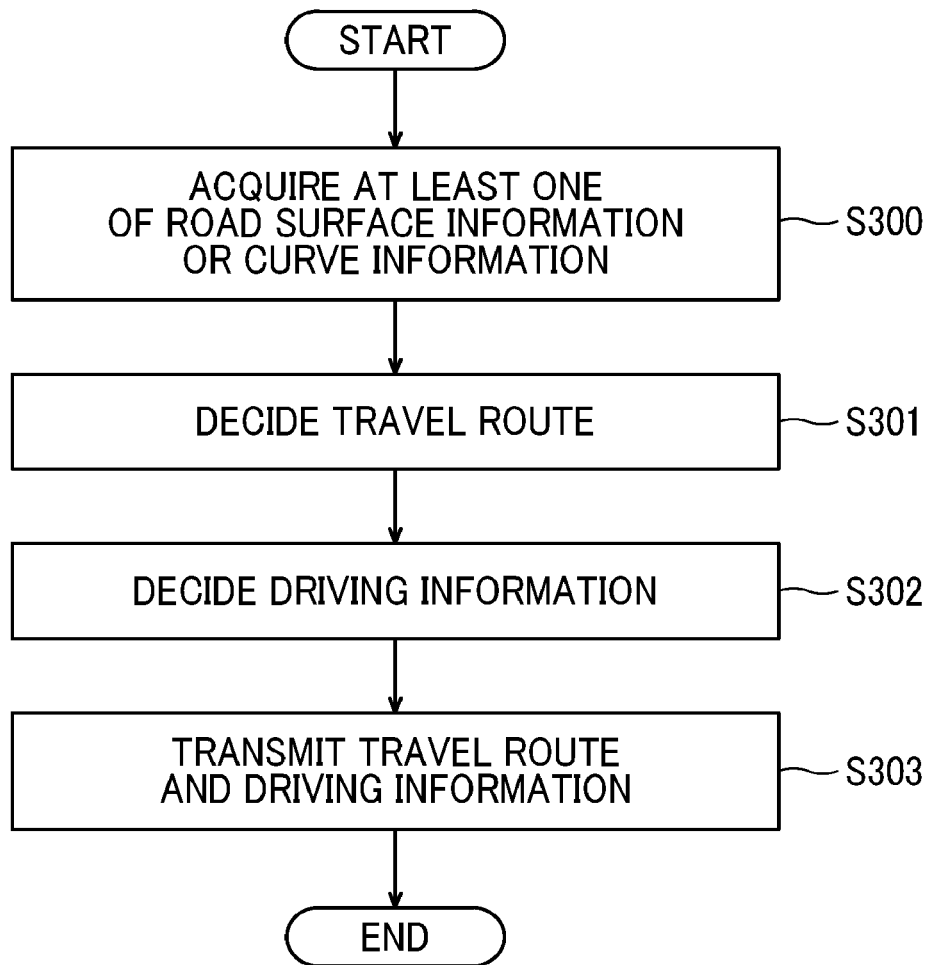 START
ACQUIRE AT LEAST ONE
OF ROAD SURFACE INFORMATION
OR CURVE INFORMATION
S300
DECIDE TRAVEL ROUTE
S301
DECIDE DRIVING INFORMATION
S302
TRANSMIT TRAVEL ROUTE
AND DRIVING INFORMATION
S303
END